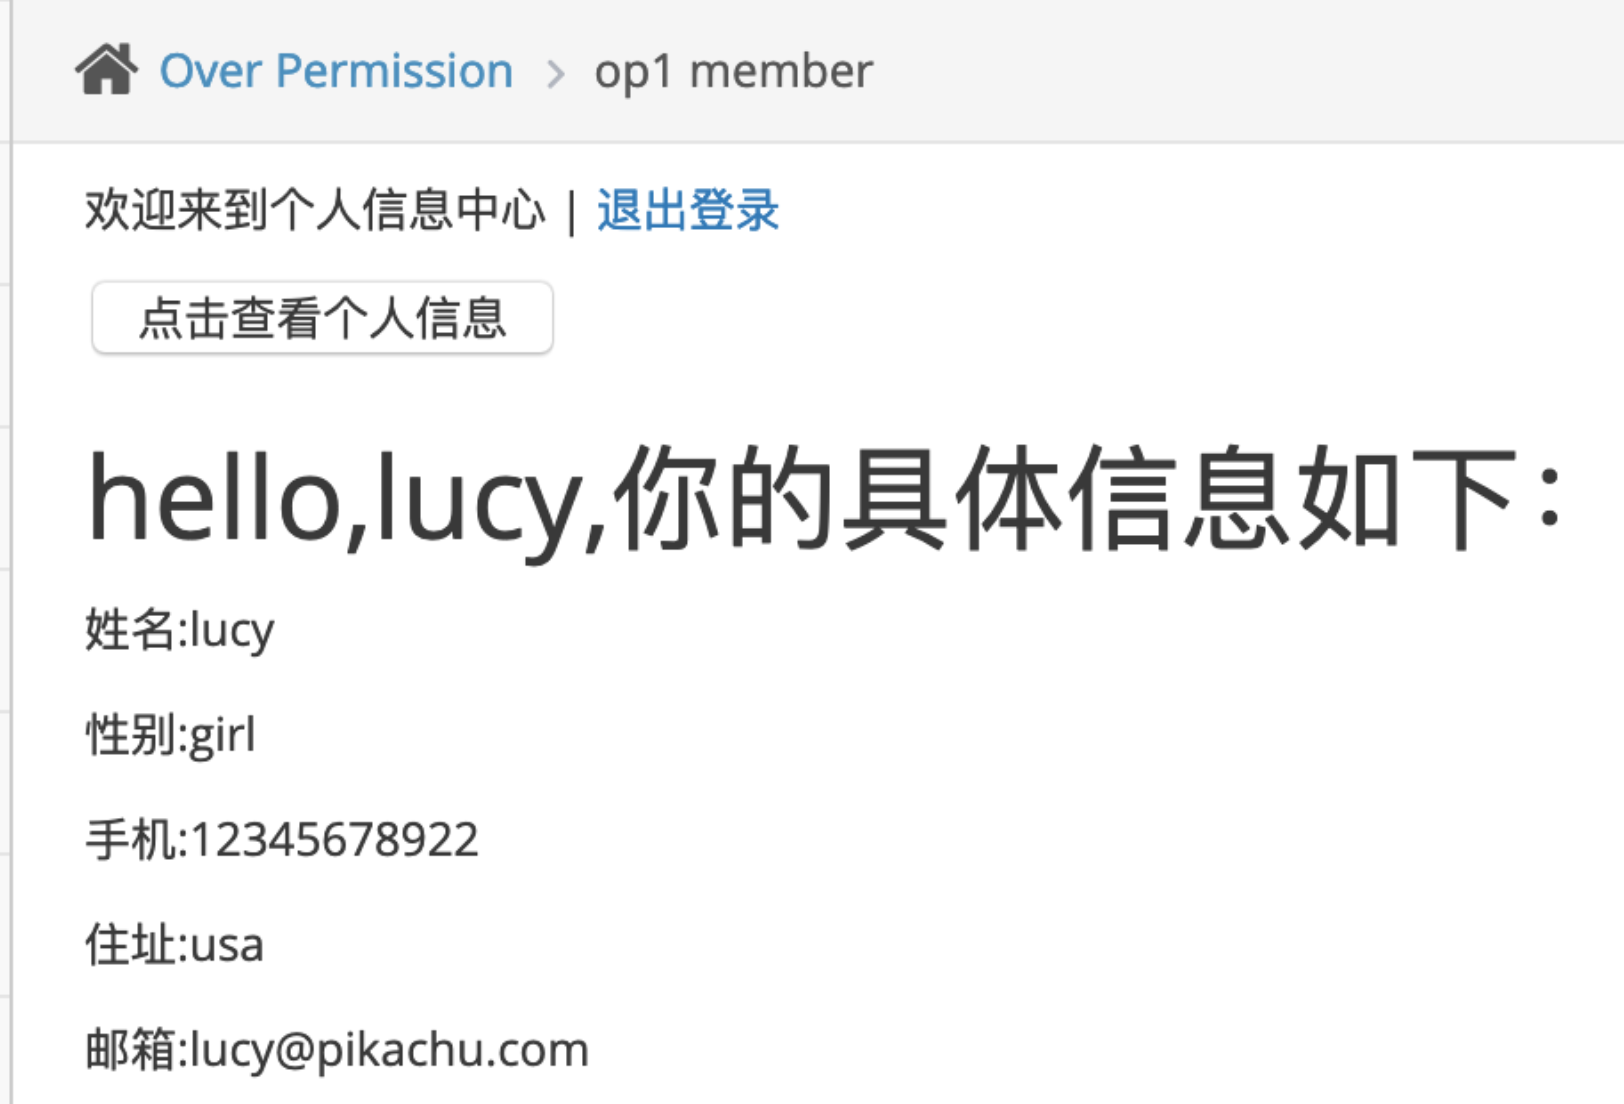 Over Permission > op1 member
欢迎来到个人信息中心 | 退出登录
点击查看个人信息
hello,lucy,你的具体信息如下：
姓名:lucy
性别:girl
手机:12345678922
住址:usa
邮箱:lucy@pikachu.com